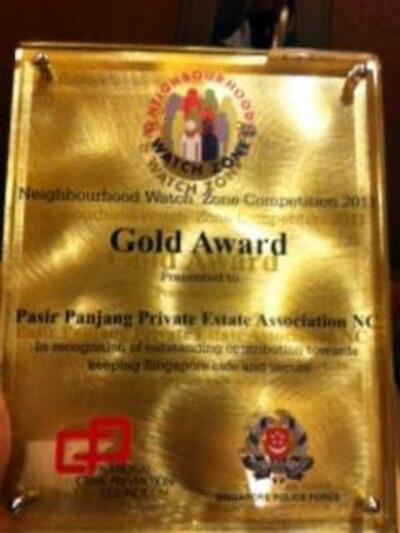 NEIGHBOURHOOD
WATCH ZONE
Neighbourhood Watch Zone Competition 2011
Gold Award
Presented to
Pasir Panjang Private Estate Association NC
In recognition of outstanding contribution towards
keeping Singapore safe and secure
NATIONAL
CRIME PREVENTION
COUNCIL
SINGAPORE POLICE FORCE